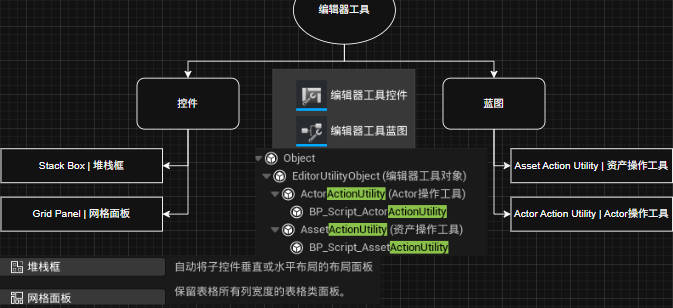 编辑器工具
控件
编辑器工具控件
编辑器工具蓝图
蓝图
Stack Box | 堆栈框
Grid Panel | 网格面板
Object
EditorUtilityObject (编辑器工具对象)
ActorActionUtility (Actor操作工具)
BP_Script_ActorActionUtility
AssetActionUtility (资产操作工具)
BP_Script_AssetActionUtility
Asset Action Utility | 资产操作工具
Actor Action Utility | Actor操作工具
堆栈框 自动将子控件垂直或水平布局的布局面板
网格面板 保留表格所有列宽度的表格类面板。